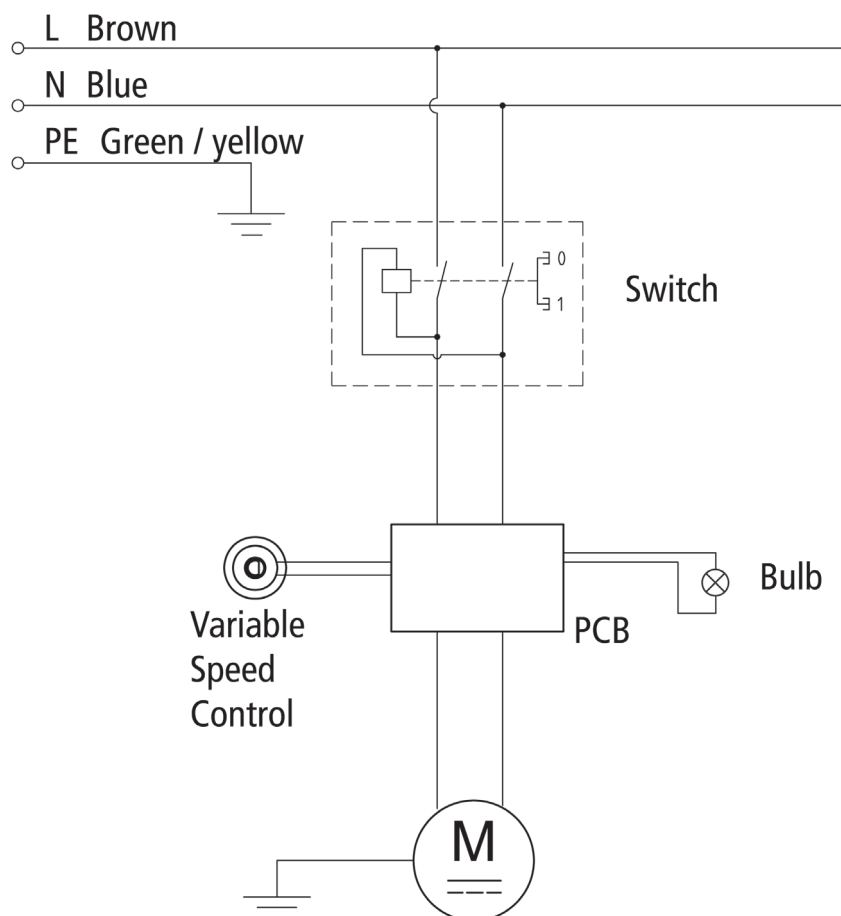 L Brown
N Blue
PE Green / yellow
0
1
Switch
Variable
Speed
Control
PCB
Bulb
M